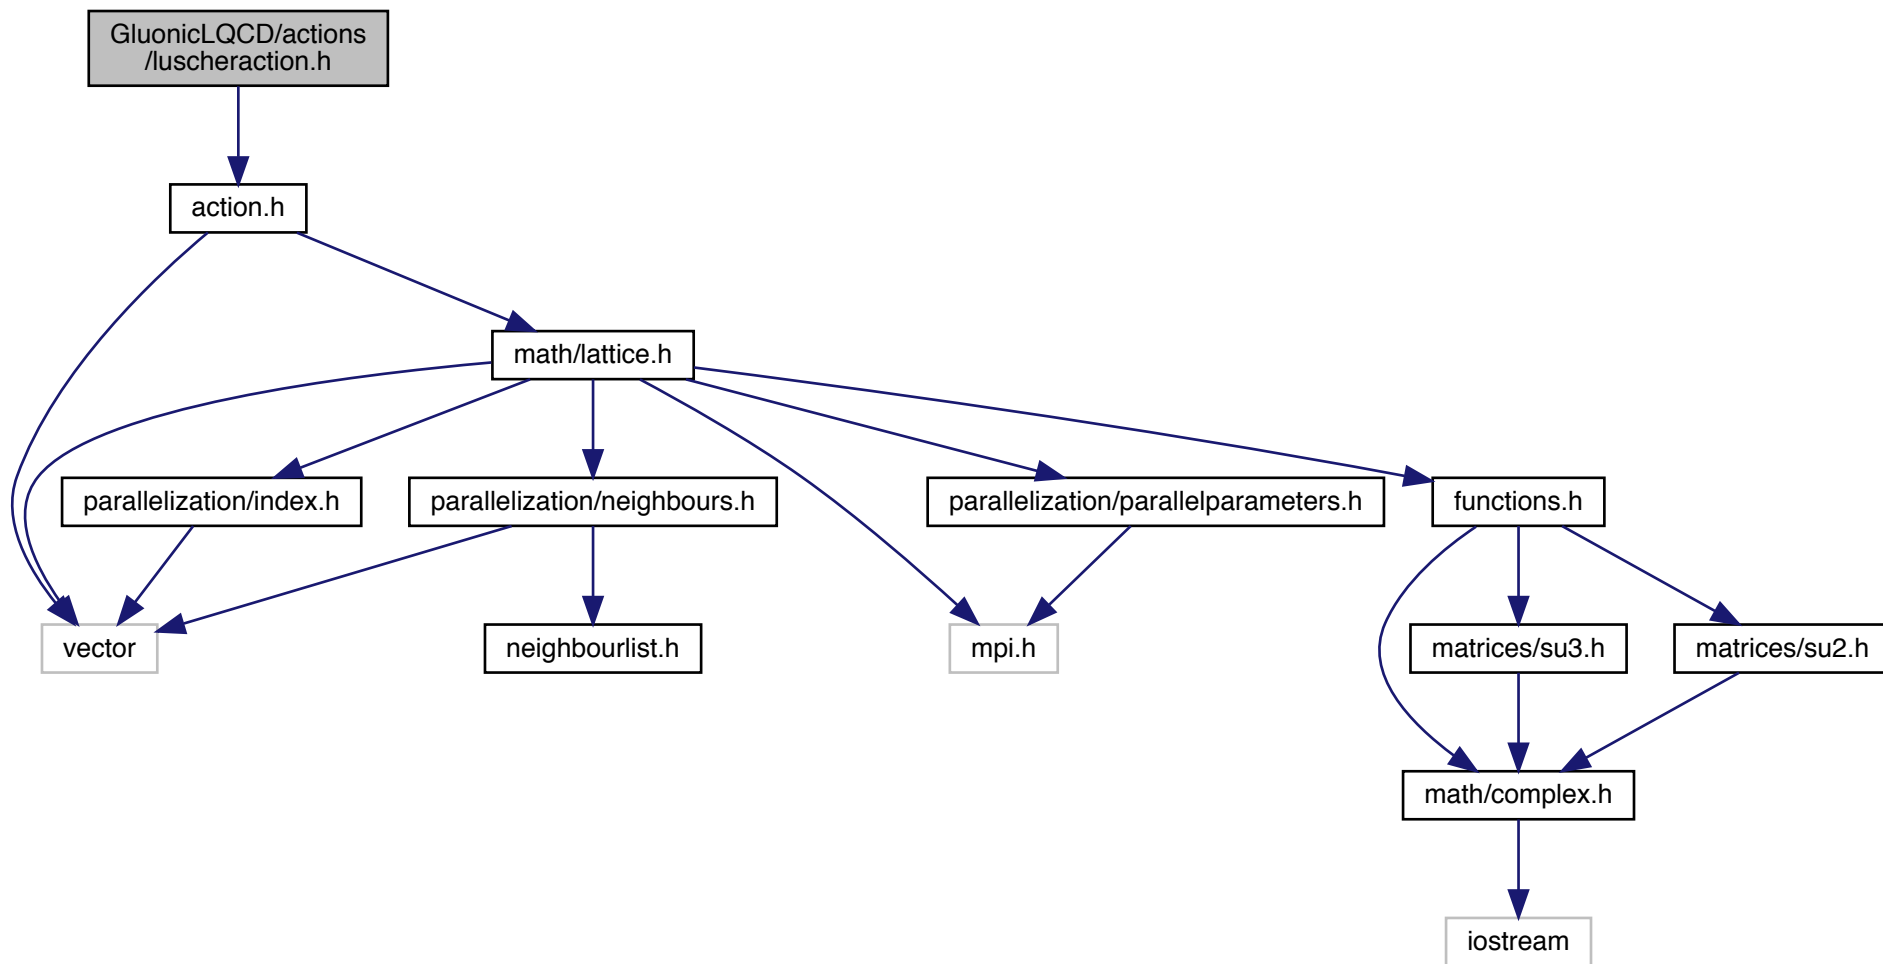 GluonicLQCD/actions
/luscheraction.h
action.h
math/lattice.h
parallelization/index.h
parallelization/neighbours.h
parallelization/parallelparameters.h
functions.h
vector
neighbourlist.h
mpi.h
matrices/su3.h
matrices/su2.h
math/complex.h
iostream